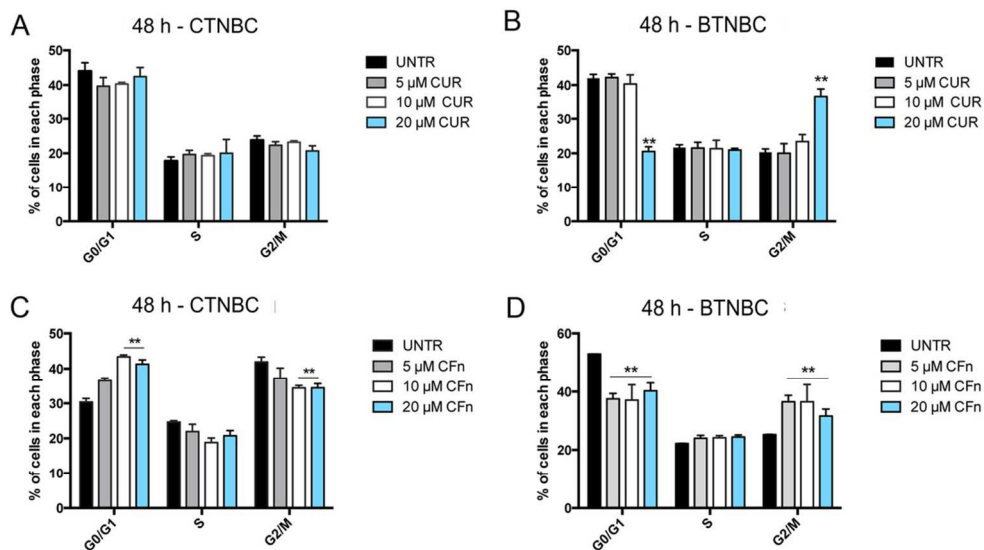 A
48 h - CTNBC
% of cells in each phase
50
40
30
20
10
0
G0/G1
S
G2/M
UNTR
5 µM CUR
10 µM CUR
20 µM CUR
B
48 h - BTNBC
% of cells in each phase
50
40
30
20
10
0
**
**
G0/G1
S
G2/M
UNTR
5 µM CUR
10 µM CUR
20 µM CUR
C
48 h - CTNBC
% of cells in each phase
50
40
30
20
10
0
**
**
G0/G1
S
G2/M
UNTR
5 µM CFn
10 µM CFn
20 µM CFn
D
48 h - BTNBC
% of cells in each phase
60
40
20
0
**
**
G0/G1
S
G2/M
UNTR
5 µM CFn
10 µM CFn
20 µM CFn